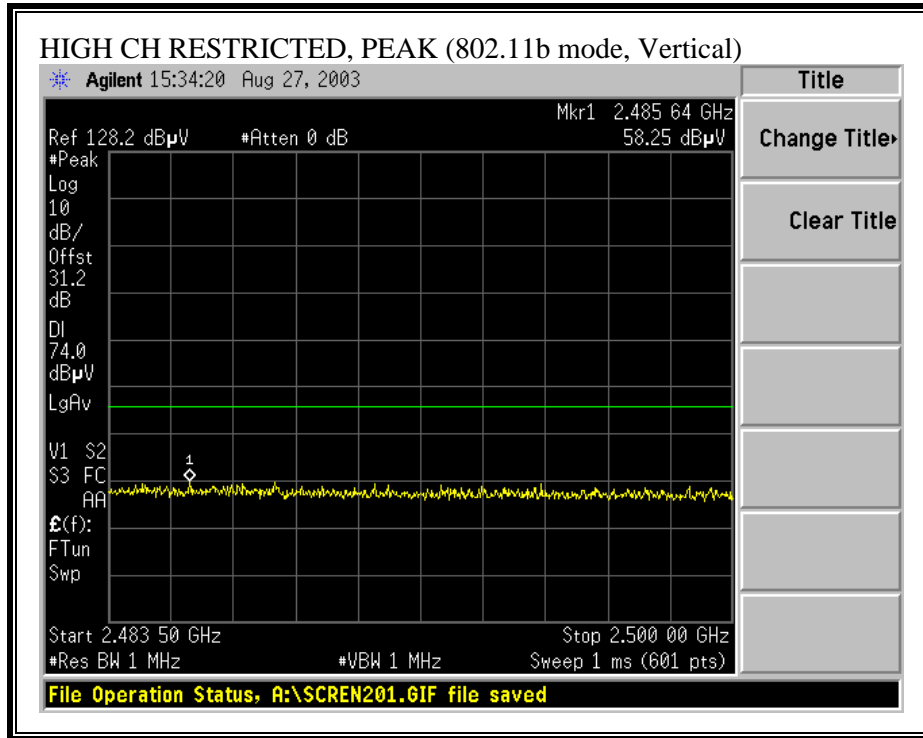 HIGH CH RESTRICTED, PEAK (802.11b mode, Vertical)
Agilent 15:34:20 Aug 27, 2003
Title
Mkr1 2.485 64 GHz
Ref 128.2 dBµV #Atten 0 dB 58.25 dBµV
Change Title
#Peak
Log
10
dB/
Clear Title
Offst
31.2
dB
DI
74.0
dBµV
LgAv
V1 S2
1
S3 FC
AA
£(f):
FTun
Swp
Start 2.483 50 GHz Stop 2.500 00 GHz
#Res BW 1 MHz #VBW 1 MHz Sweep 1 ms (601 pts)
File Operation Status, A:\SCREN201.GIF file saved